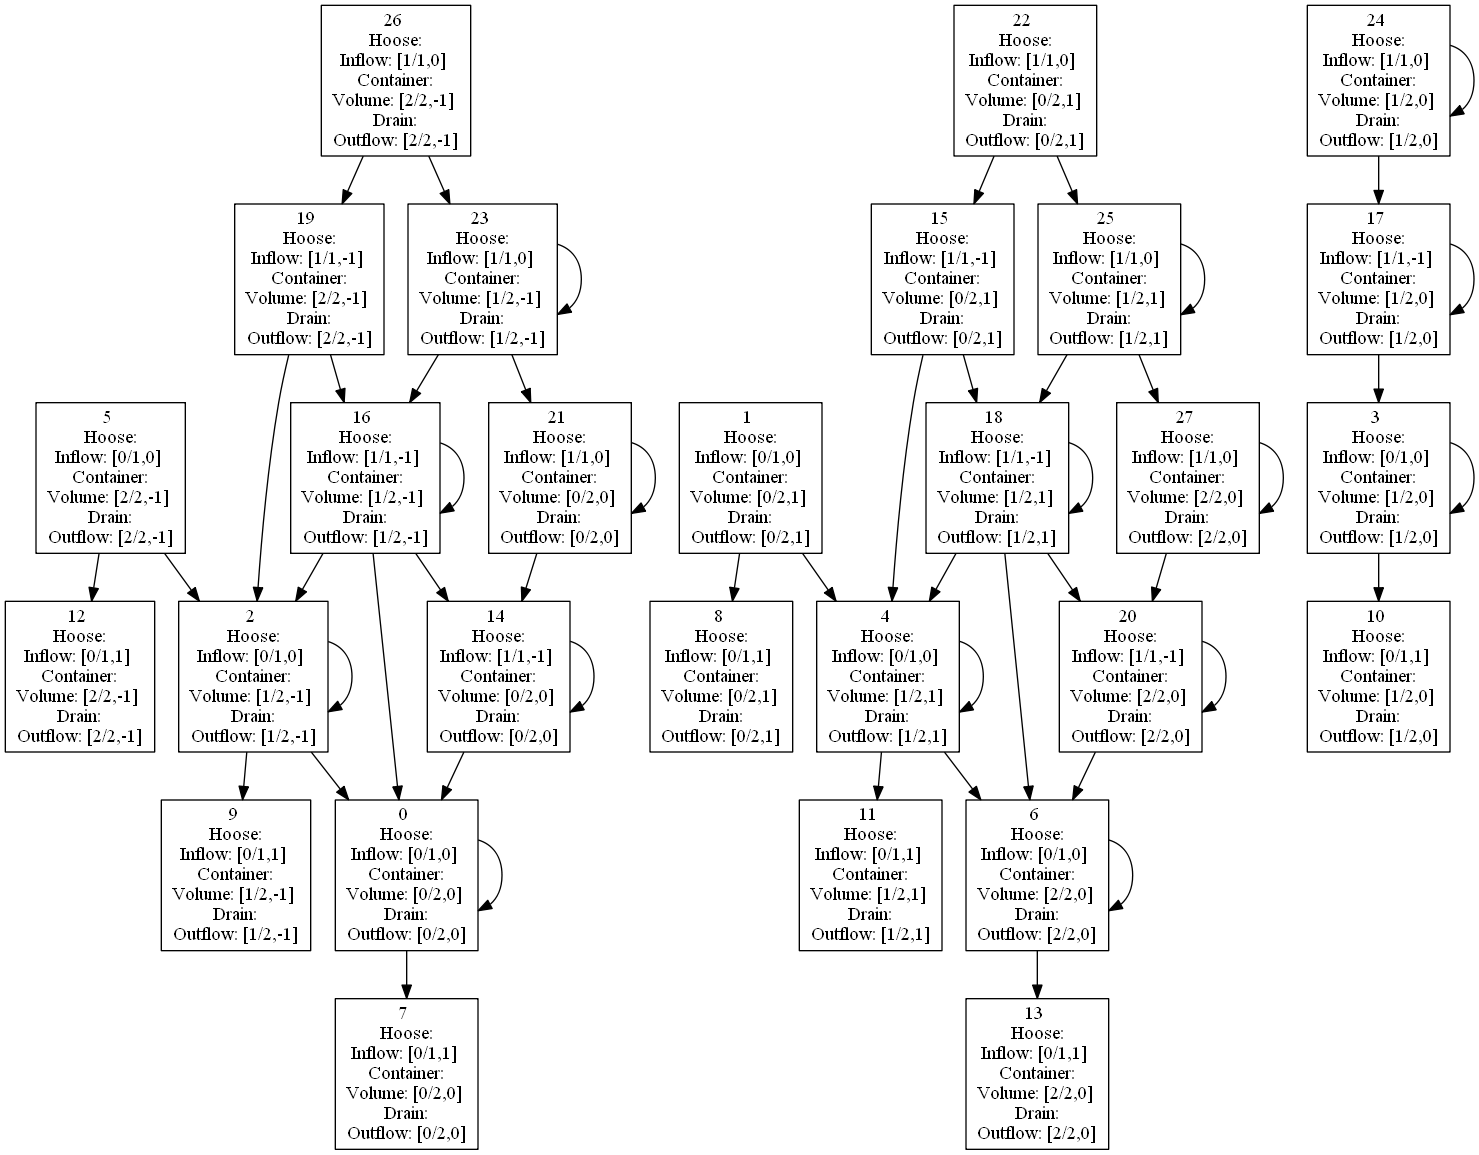 26
Hoose:
Inflow: [1/1,0]
Container:
Volume: [2/2,-1]
Drain:
Outflow: [2/2,-1]
22
Hoose:
Inflow: [1/1,0]
Container:
Volume: [0/2,1]
Drain:
Outflow: [0/2,1]
24
Hoose:
Inflow: [1/1,0]
Container:
Volume: [1/2,0]
Drain:
Outflow: [1/2,0]
19
Hoose:
Inflow: [1/1,-1]
Container:
Volume: [2/2,-1]
Drain:
Outflow: [2/2,-1]
23
Hoose:
Inflow: [1/1,0]
Container:
Volume: [1/2,-1]
Drain:
Outflow: [1/2,-1]
15
Hoose:
Inflow: [1/1,-1]
Container:
Volume: [0/2,1]
Drain:
Outflow: [0/2,1]
25
Hoose:
Inflow: [1/1,0]
Container:
Volume: [1/2,1]
Drain:
Outflow: [1/2,1]
17
Hoose:
Inflow: [1/1,-1]
Container:
Volume: [1/2,0]
Drain:
Outflow: [1/2,0]
5
Hoose:
Inflow: [0/1,0]
Container:
Volume: [2/2,-1]
Drain:
Outflow: [2/2,-1]
16
Hoose:
Inflow: [1/1,-1]
Container:
Volume: [1/2,-1]
Drain:
Outflow: [1/2,-1]
21
Hoose:
Inflow: [1/1,0]
Container:
Volume: [0/2,0]
Drain:
Outflow: [0/2,0]
1
Hoose:
Inflow: [0/1,0]
Container:
Volume: [0/2,1]
Drain:
Outflow: [0/2,1]
18
Hoose:
Inflow: [1/1,-1]
Container:
Volume: [1/2,1]
Drain:
Outflow: [1/2,1]
27
Hoose:
Inflow: [1/1,0]
Container:
Volume: [2/2,0]
Drain:
Outflow: [2/2,0]
3
Hoose:
Inflow: [0/1,0]
Container:
Volume: [1/2,0]
Drain:
Outflow: [1/2,0]
12
Hoose:
Inflow: [0/1,1]
Container:
Volume: [2/2,-1]
Drain:
Outflow: [2/2,-1]
2
Hoose:
Inflow: [0/1,0]
Container:
Volume: [1/2,-1]
Drain:
Outflow: [1/2,-1]
14
Hoose:
Inflow: [1/1,-1]
Container:
Volume: [0/2,0]
Drain:
Outflow: [0/2,0]
8
Hoose:
Inflow: [0/1,1]
Container:
Volume: [0/2,1]
Drain:
Outflow: [0/2,1]
4
Hoose:
Inflow: [0/1,0]
Container:
Volume: [1/2,1]
Drain:
Outflow: [1/2,1]
20
Hoose:
Inflow: [1/1,-1]
Container:
Volume: [2/2,0]
Drain:
Outflow: [2/2,0]
10
Hoose:
Inflow: [0/1,1]
Container:
Volume: [1/2,0]
Drain:
Outflow: [1/2,0]
9
Hoose:
Inflow: [0/1,1]
Container:
Volume: [1/2,-1]
Drain:
Outflow: [1/2,-1]
0
Hoose:
Inflow: [0/1,0]
Container:
Volume: [0/2,0]
Drain:
Outflow: [0/2,0]
11
Hoose:
Inflow: [0/1,1]
Container:
Volume: [1/2,1]
Drain:
Outflow: [1/2,1]
6
Hoose:
Inflow: [0/1,0]
Container:
Volume: [2/2,0]
Drain:
Outflow: [2/2,0]
7
Hoose:
Inflow: [0/1,1]
Container:
Volume: [0/2,0]
Drain:
Outflow: [0/2,0]
13
Hoose:
Inflow: [0/1,1]
Container:
Volume: [2/2,0]
Drain:
Outflow: [2/2,0]